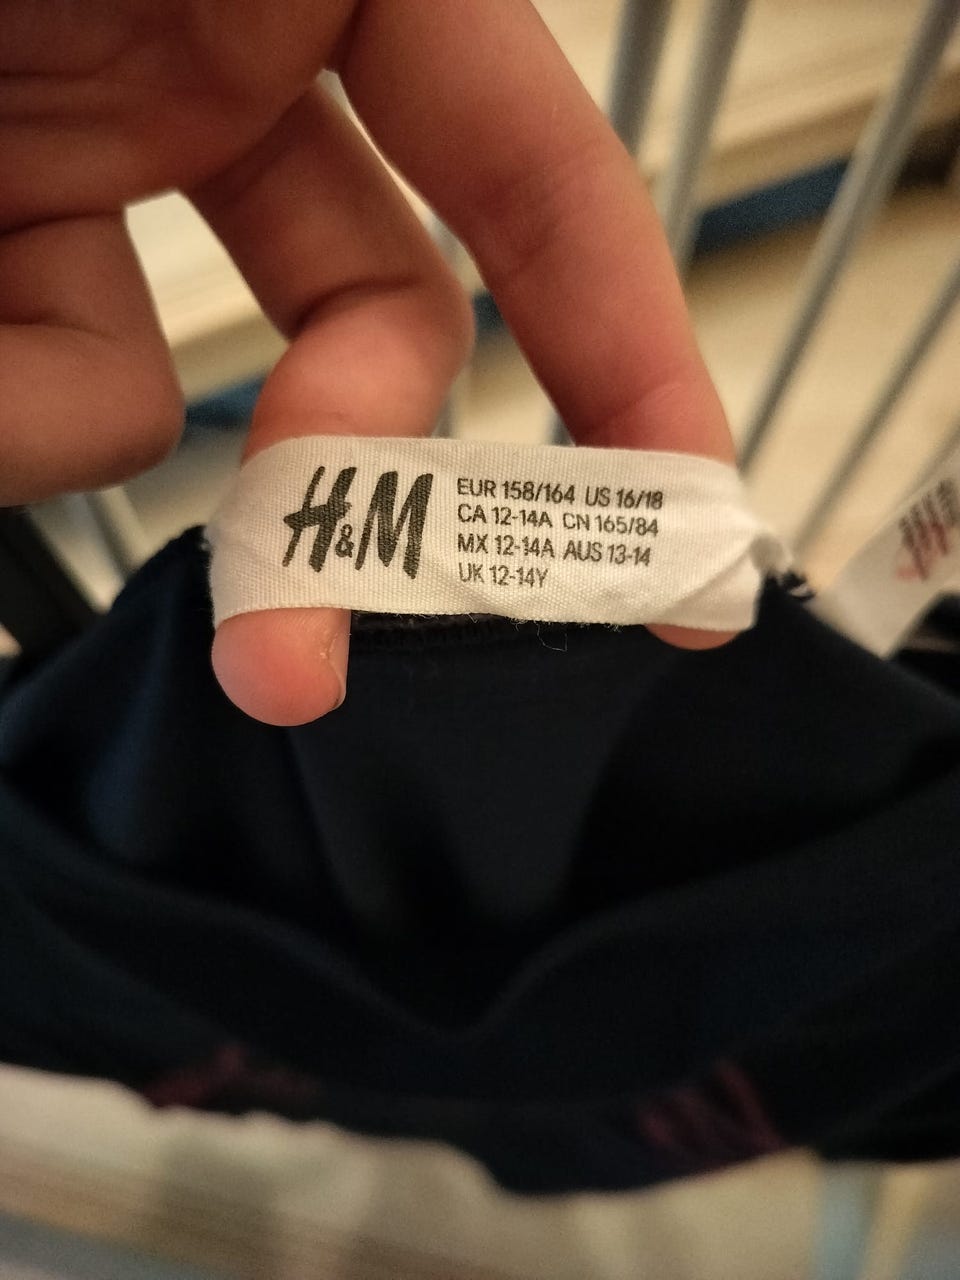 H&M
EUR 158/164 US 16/18
CA 12-14A CN 165/84
MX 12-14A AUS 13-14
UK 12-14Y